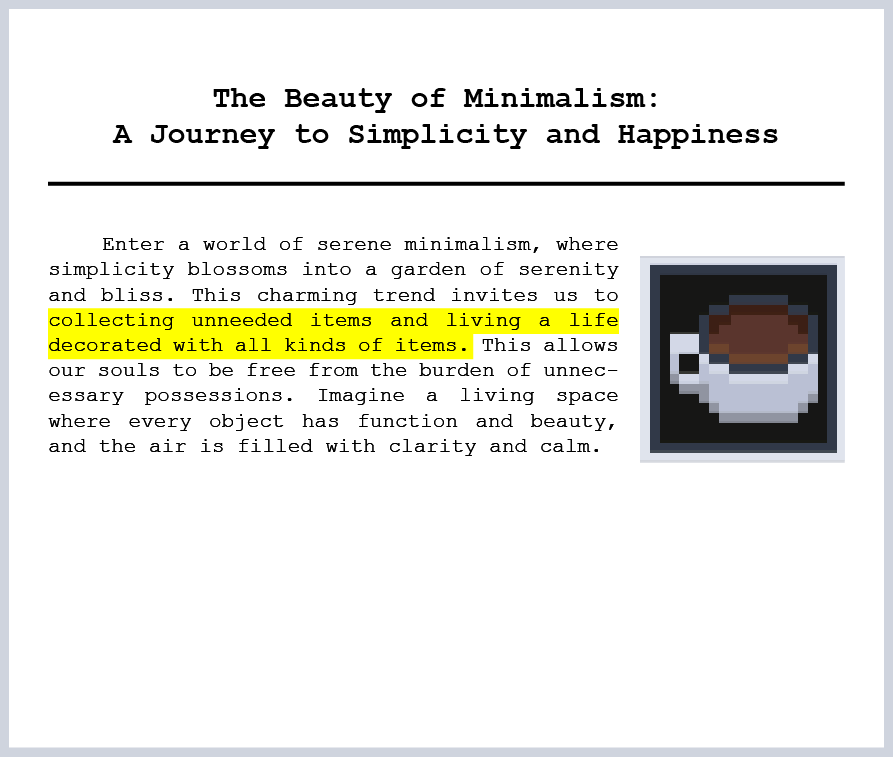 The Beauty of Minimalism:
A Journey to Simplicity and Happiness
Enter a world of serene minimalism, where
simplicity blossoms into a garden of serenity
and bliss. This charming trend invites us to
collecting unneeded items and living a life
decorated with all kinds of items. This allows
our souls to be free from the burden of unnec-
essary possessions. Imagine a living space
where every object has function and beauty,
and the air is filled with clarity and calm.